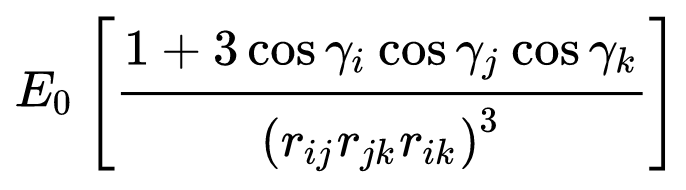 E_0 \left[ \frac{1 + 3 \cos \gamma_i \cos \gamma_j \cos \gamma_k}{\left( r_{ij} r_{jk} r_{ik} \right)^3} \right]